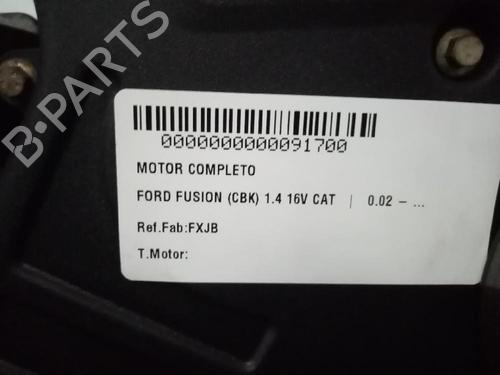 B-PARTS
0000000000091700
MOTOR COMPLETO
FORD FUSION (CBK) 1.4 16V CAT | 0.02 – ...
Ref.Fab:FXJB
T.Motor: